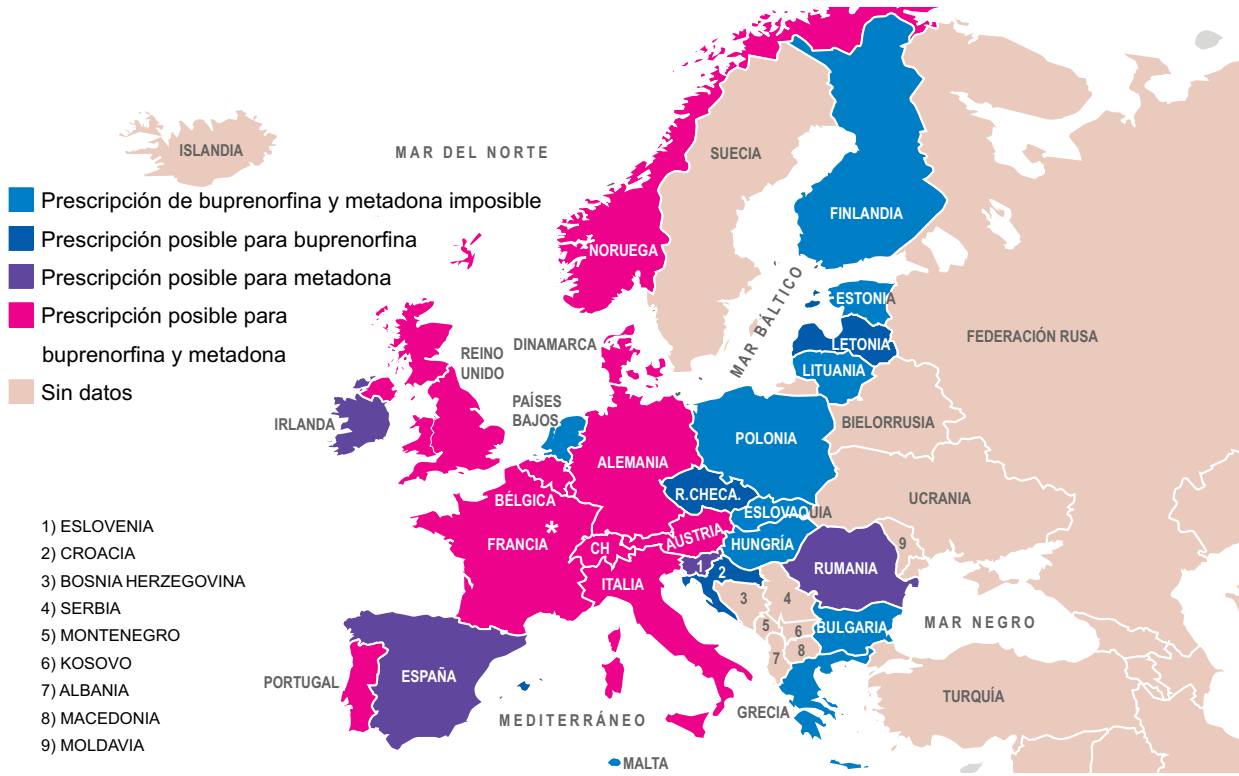 ISLANDIA
MAR DEL NORTE
SUECIA
FINLANDIA
NORUEGA
Prescripción de buprenorfina y metadona imposible
Prescripción posible para buprenorfina
Prescripción posible para metadona
Prescripción posible para
buprenorfina y metadona
Sin datos
MAR BÁLTICO
ESTONIA
LETONIA
LITUANIA
FEDERACIÓN RUSA
DINAMARCA
REINO
UNIDO
PAÍSES
BAJOS
IRLANDA
BIELORRUSIA
POLONIA
ALEMANIA
R.CHECA.
UCRANIA
BÉLGICA
ESLOVAQUIA
FRANCIA
*
CH
AUSTRIA
HUNGRÍA
9
RUMANIA
ITALIA
1
2
3
4
5
6
7
8
BULGARIA
MAR NEGRO
1) ESLOVENIA
2) CROACIA
3) BOSNIA HERZEGOVINA
4) SERBIA
5) MONTENEGRO
6) KOSOVO
7) ALBANIA
8) MACEDONIA
9) MOLDAVIA
PORTUGAL
ESPAÑA
MEDITERRÁNEO
GRECIA
TURQUÍA
MALTA